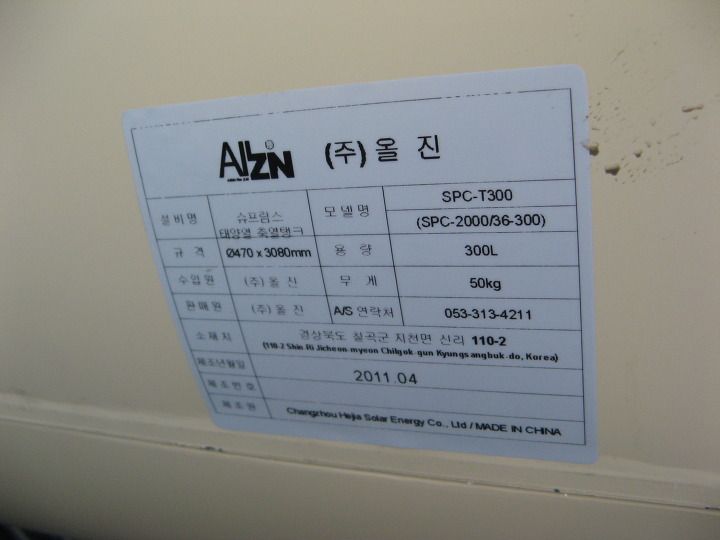 AllZiN (주)올 진
설비명 슈프럼스 태양열 축열탱크 모델명 SPC-T300
(SPC-2000/36-300)
규 격 Ø470 x 3080mm 용 량 300L
수입원 (주)올 진 무 게 50kg
판매원 (주)올 진 A/S 연락처 053-313-4211
소재지 경상북도 칠곡군 지천면 신리 110-2
(110-2 Shin-Ri Jicheon-myeon Chilgok-gun Kyungsangbuk-do, Korea)
제조년월일 2011.04
제조번호
제조원 Changzhou Hejia Solar Energy Co., Ltd / MADE IN CHINA